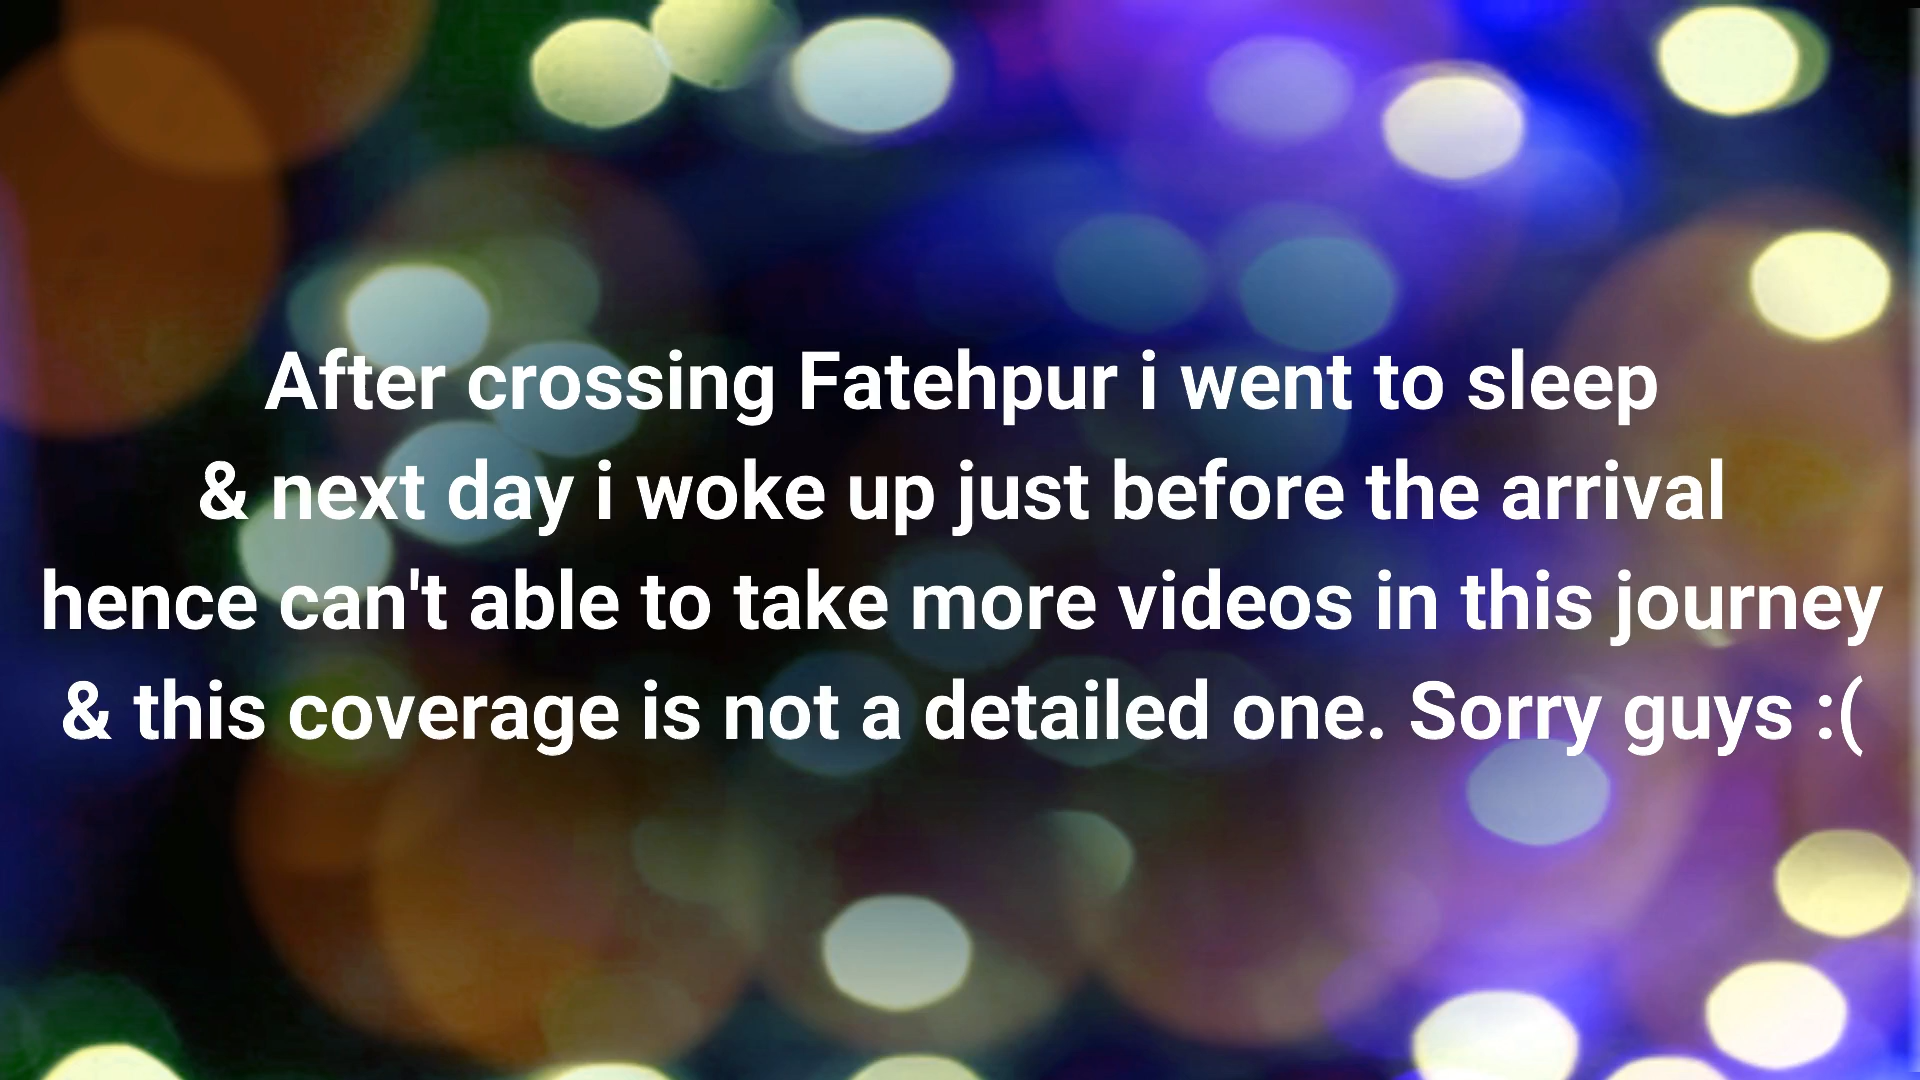 After crossing Fatehpur i went to sleep
& next day i woke up just before the arrival
hence can't able to take more videos in this journey
& this coverage is not a detailed one. Sorry guys :(